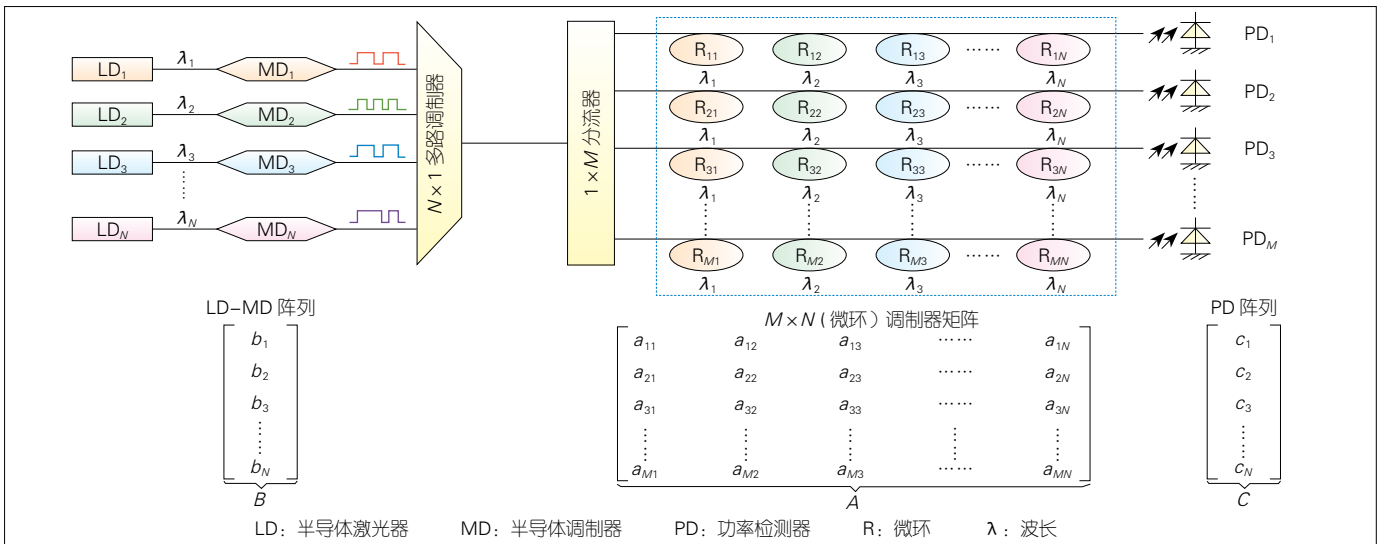 λ₁
LD₁ MD₁
λ₂
LD₂ MD₂
λ₃
LD₃ MD₃
⋮
λN
LDN MDN
N×1 多路调制器
1×M 分流器
R₁₁ R₁₂ R₁₃ …… R₁N PD₁
λ₁ λ₂ λ₃ λN
R₂₁ R₂₂ R₂₃ …… R₂N PD₂
λ₁ λ₂ λ₃ λN
R₃₁ R₃₂ R₃₃ …… R₃N PD₃
λ₁ λ₂ λ₃ λN
⋮ ⋮ ⋮ ⋮ ⋮
RM1 RM2 RM3 …… RMN PDM
λ₁ λ₂ λ₃ λN
LD-MD 阵列
b₁
b₂
b₃
⋮
bN
B
M×N(微环)调制器矩阵
a₁₁ a₁₂ a₁₃ …… a₁N
a₂₁ a₂₂ a₂₃ …… a₂N
a₃₁ a₃₂ a₃₃ …… a₃N
⋮ ⋮ ⋮ ⋮ ⋮
aM1 aM2 aM3 …… aMN
A
PD 阵列
c₁
c₂
c₃
⋮
cN
C
LD:半导体激光器 MD:半导体调制器 PD:功率检测器 R:微环 λ:波长